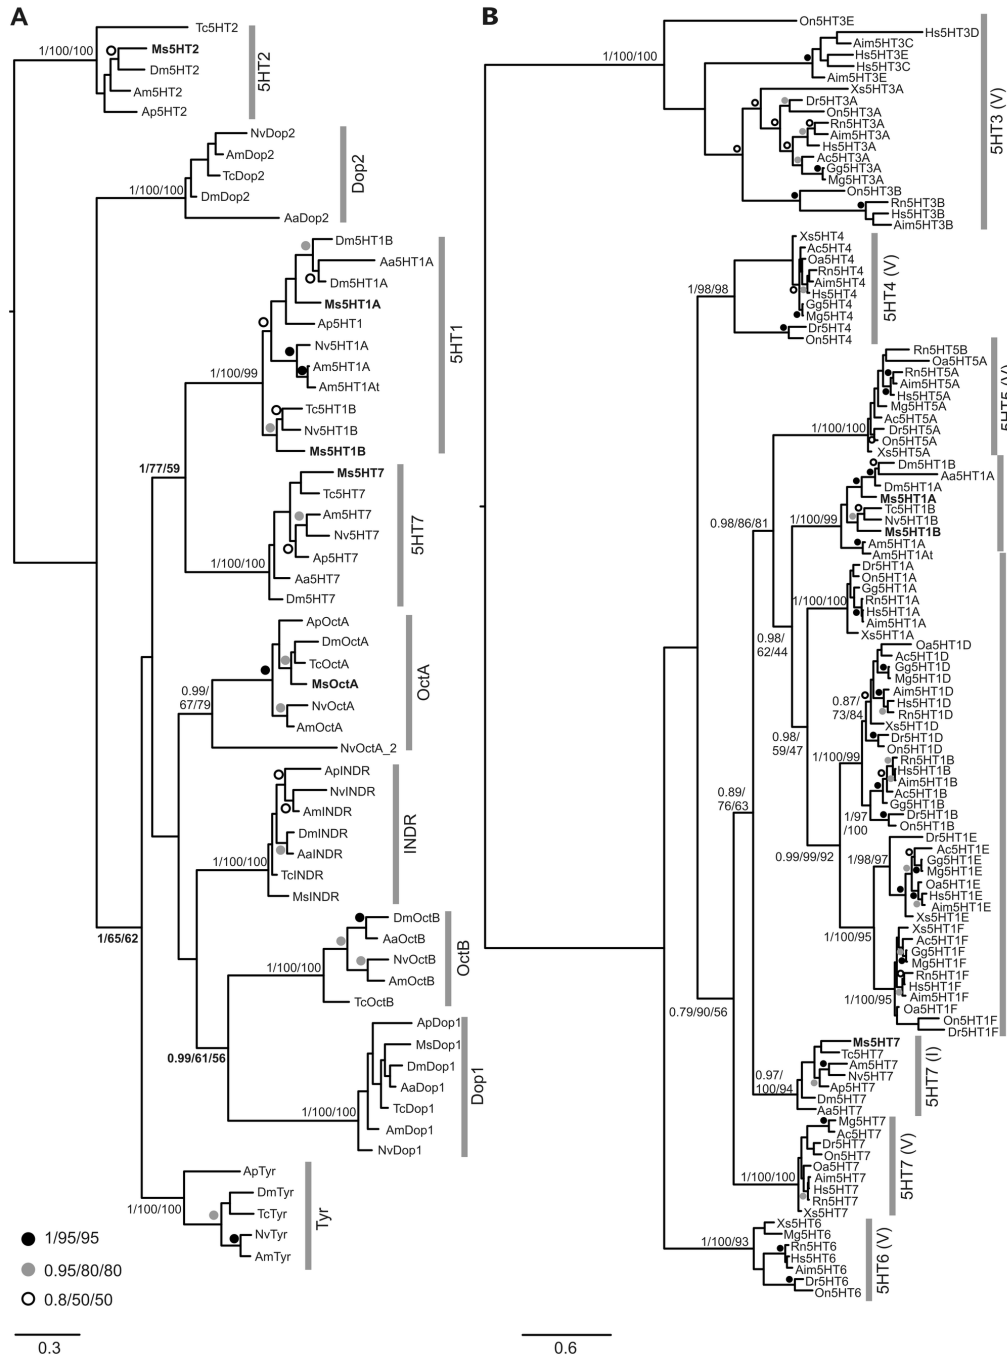 A
Tc5HT2
Ms5HT2
1/100/100
Dm5HT2
Am5HT2
Ap5HT2
5HT2
NvDop2
AmDop2
TcDop2
1/100/100
DmDop2
AaDop2
Dop2
Dm5HT1B
Aa5HT1A
Dm5HT1A
Ms5HT1A
Ap5HT1
Nv5HT1A
Am5HT1A
1/100/99
Am5HT1At
Tc5HT1B
Nv5HT1B
Ms5HT1B
5HT1
1/77/59
Ms5HT7
Tc5HT7
Am5HT7
Nv5HT7
Ap5HT7
1/100/100
Aa5HT7
Dm5HT7
5HT7
ApOctA
DmOctA
TcOctA
MsOctA
0.99/
67/79
NvOctA
AmOctA
NvOctA_2
OctA
ApINDR
NvINDR
AmINDR
DmINDR
AaINDR
1/100/100
TcINDR
MsINDR
INDR
DmOctB
1/65/62
AaOctB
NvOctB
1/100/100
AmOctB
TcOctB
OctB
ApDop1
MsDop1
0.99/61/56
DmDop1
AaDop1
TcDop1
1/100/100
AmDop1
NvDop1
Dop1
ApTyr
DmTyr
1/100/100
TcTyr
NvTyr
AmTyr
Tyr
1/95/95
0.95/80/80
0.8/50/50
0.3
B
On5HT3E
Hs5HT3D
Aim5HT3C
1/100/100
Hs5HT3E
Hs5HT3C
Aim5HT3E
Xs5HT3A
Dr5HT3A
On5HT3A
Rn5HT3A
Aim5HT3A
Hs5HT3A
Ac5HT3A
Gg5HT3A
Mg5HT3A
On5HT3B
Rn5HT3B
Hs5HT3B
Aim5HT3B
5HT3 (V)
Xs5HT4
Ac5HT4
Oa5HT4
Rn5HT4
Aim5HT4
1/98/98
Hs5HT4
Gg5HT4
Mg5HT4
Dr5HT4
On5HT4
5HT4 (V)
Rn5HT5B
Oa5HT5A
Rn5HT5A
Aim5HT5A
Hs5HT5A
Mg5HT5A
Ac5HT5A
1/100/100
Dr5HT5A
On5HT5A
Xs5HT5A
5HT5 (V)
Dm5HT1B
Aa5HT1A
Dm5HT1A
Ms5HT1A
Tc5HT1B
0.98/86/81
1/100/99
Nv5HT1B
Ms5HT1B
Am5HT1A
Am5HT1At
Dr5HT1A
On5HT1A
Gg5HT1A
1/100/100
Rn5HT1A
Hs5HT1A
Aim5HT1A
Xs5HT1A
0.98/
62/44
Oa5HT1D
Ac5HT1D
Gg5HT1D
Mg5HT1D
Aim5HT1D
0.87/
73/84
Hs5HT1D
Rn5HT1D
Xs5HT1D
0.98/
59/47
Dr5HT1D
On5HT1D
1/100/99
Rn5HT1B
Hs5HT1B
Aim5HT1B
Ac5HT1B
0.89/
76/63
Gg5HT1B
1/97
/100
Dr5HT1B
On5HT1B
Dr5HT1E
0.99/99/92
Ac5HT1E
1/98/97
Gg5HT1E
Mg5HT1E
Oa5HT1E
Hs5HT1E
Aim5HT1E
Xs5HT1E
1/100/95
Xs5HT1F
Ac5HT1F
Gg5HT1F
Mg5HT1F
Rn5HT1F
Hs5HT1F
1/100/95
Aim5HT1F
Oa5HT1F
On5HT1F
Dr5HT1F
0.79/90/56
Ms5HT7
Tc5HT7
Am5HT7
0.97/
100/94
Nv5HT7
Ap5HT7
Dm5HT7
Aa5HT7
5HT7 (I)
Mg5HT7
Ac5HT7
Dr5HT7
On5HT7
Oa5HT7
1/100/100
Aim5HT7
Hs5HT7
Rn5HT7
Xs5HT7
5HT7 (V)
Xs5HT6
Mg5HT6
1/100/93
Rn5HT6
Hs5HT6
Aim5HT6
Dr5HT6
On5HT6
5HT6 (V)
0.6